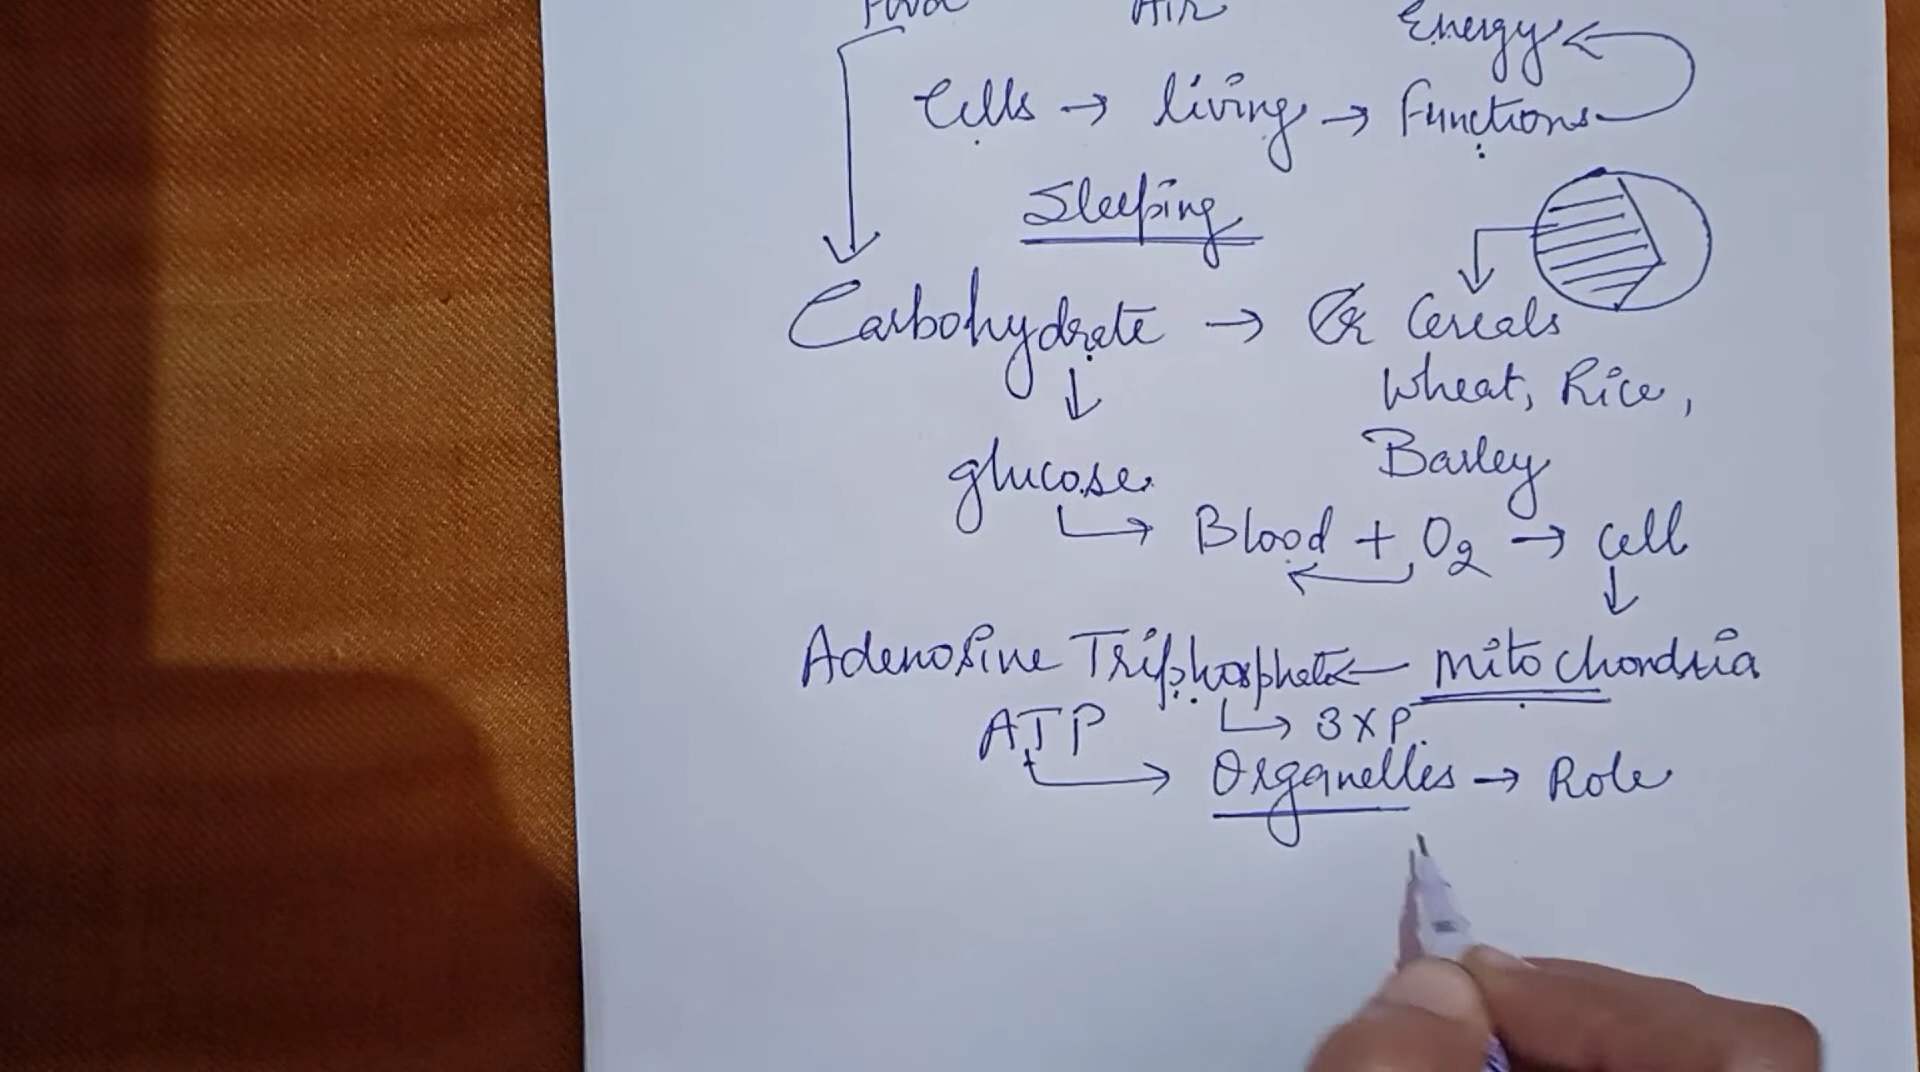 Food Air Energy
Cells → living → Functions
Sleeping
Carbohydrate → Cereals
Wheat, Rice,
Barley
glucose
Blood + O2 → cell
Adenosine Triphosphate ← mitochondria
ATP → 3 X P.
Organelles → Role